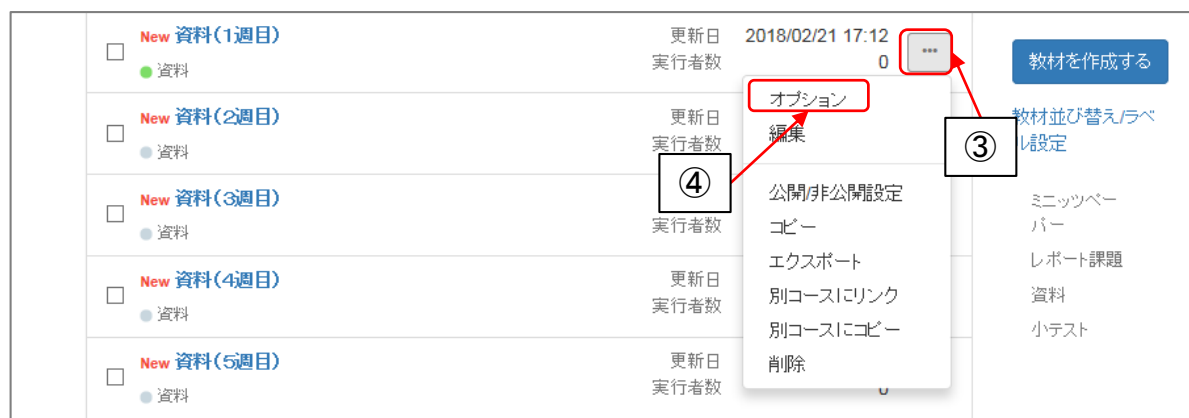 New 資料(1週目)
更新日 2018/02/21 17:12
● 資料
実行者数 0
...
③
④
オプション
編集
公開/非公開設定
コピー
エクスポート
別コースにリンク
別コースにコピー
削除
New 資料(2週目)
更新日
資料
実行者数
New 資料(3週目)
資料
実行者数
New 資料(4週目)
更新日
資料
実行者数
New 資料(5週目)
更新日
資料
実行者数
教材を作成する
教材並び替え/ラベ
ル設定
ミニッツペー
パー
レポート課題
資料
小テスト